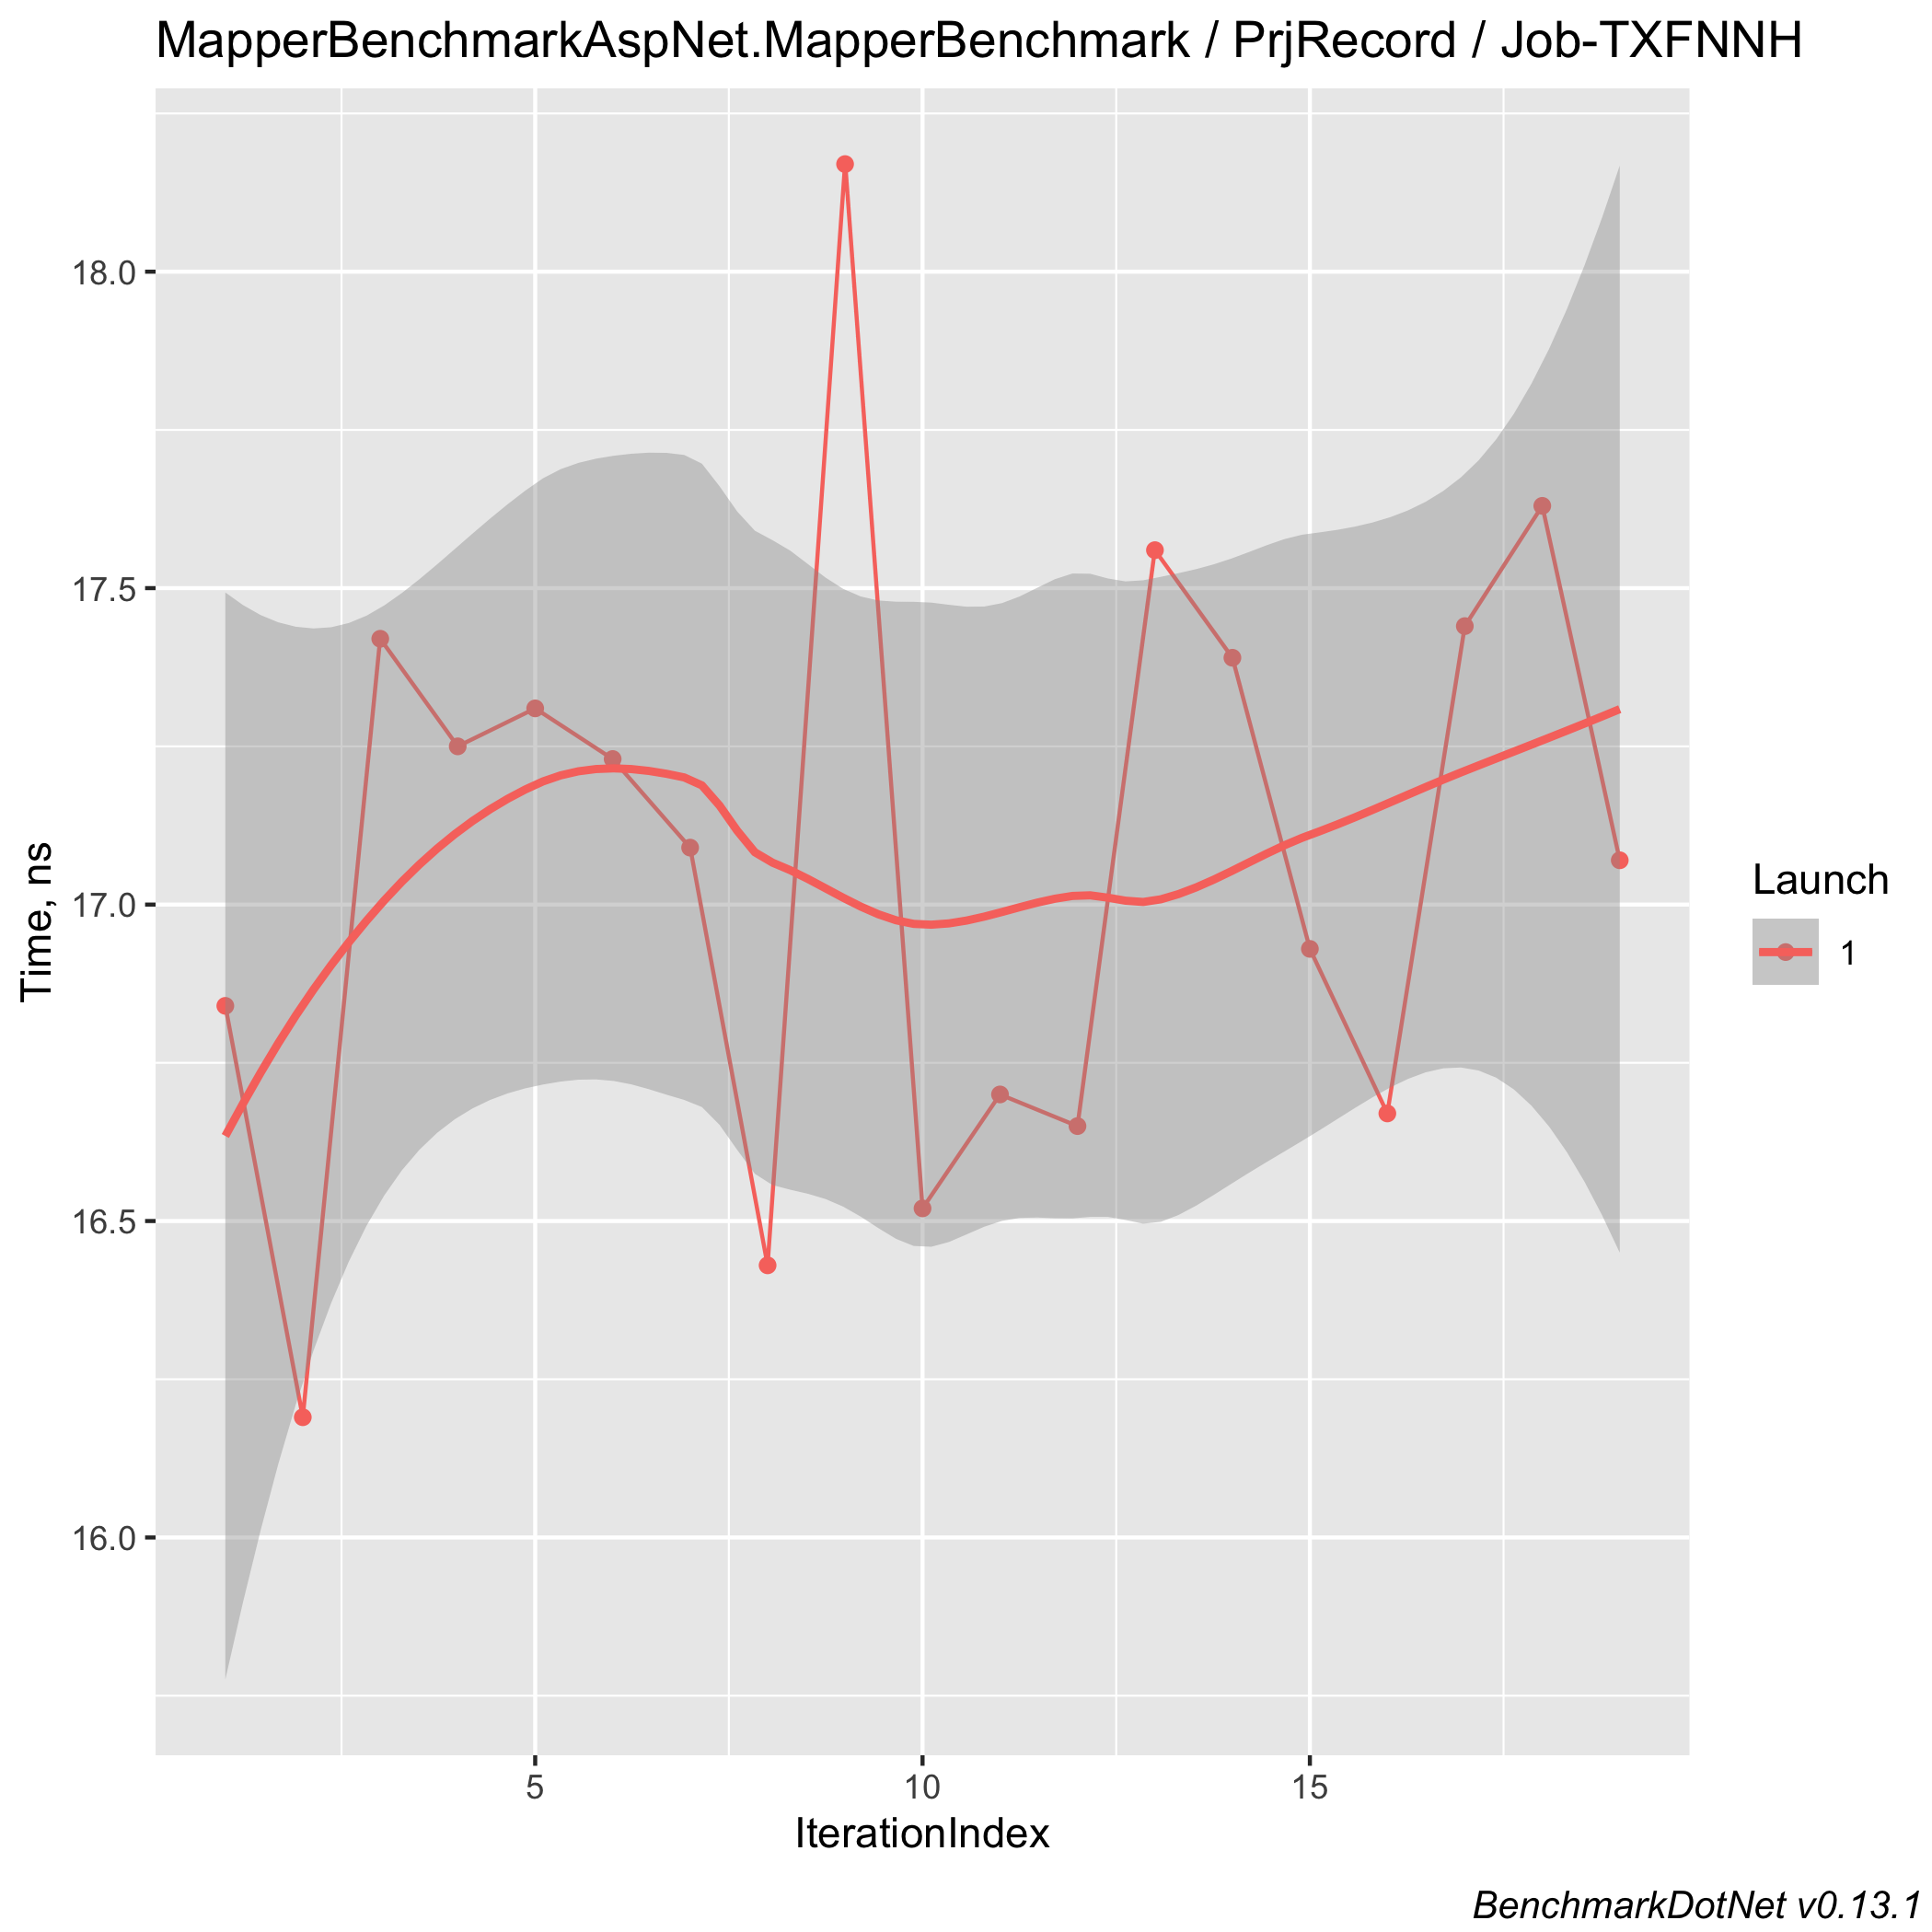 MapperBenchmarkAspNet.MapperBenchmark / PrjRecord / Job-TXFNNH
18.0
17.5
17.0
16.5
16.0
Time, ns
5
10
15
IterationIndex
Launch
1
BenchmarkDotNet v0.13.1